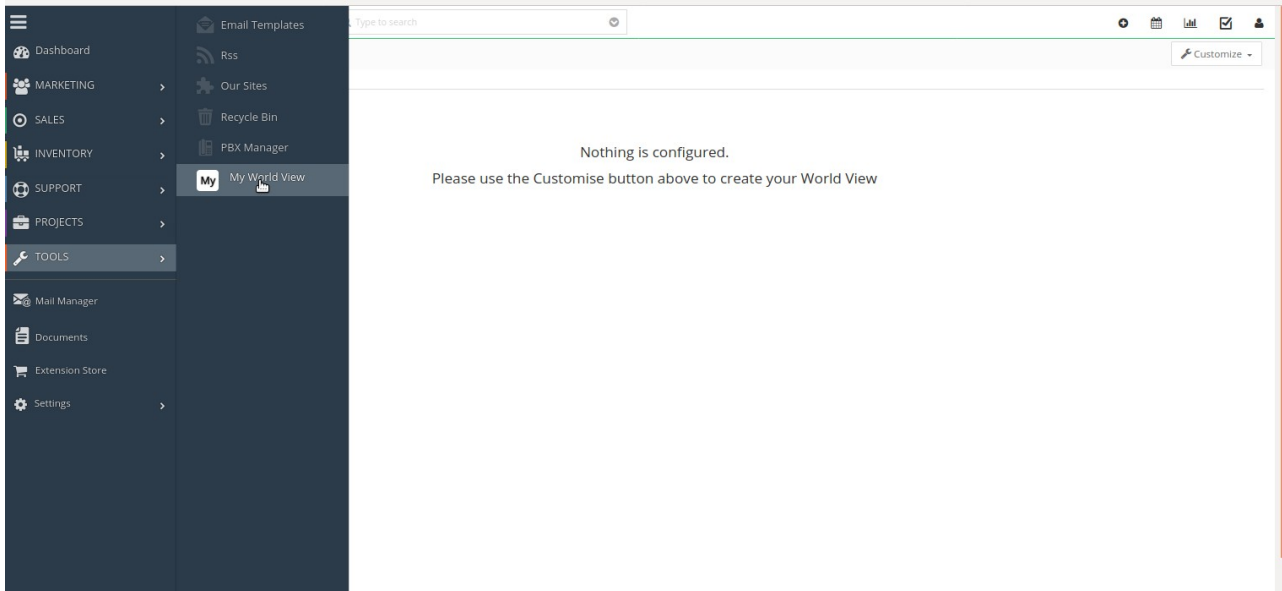 Type to search
Customize
Dashboard
MARKETING
SALES
INVENTORY
SUPPORT
PROJECTS
TOOLS
Mail Manager
Documents
Extension Store
Settings
Email Templates
Rss
Our Sites
Recycle Bin
PBX Manager
My My World View
Nothing is configured.
Please use the Customise button above to create your World View